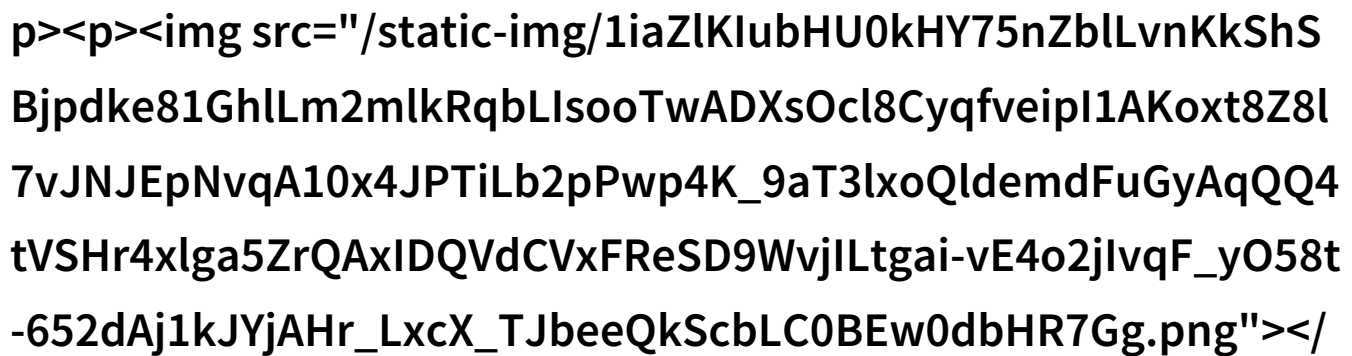 p><p><img src="/static-img/1iaZlKIubHU0kHY75nZblLvnKkShS
Bjpdke81GhlLm2mlkRqbLIsooTwADXsOcl8CyqfveipI1AKoxt8Z8l
7vJNJEpNvqA10x4JPTiLb2pPwp4K_9aT3lxoQldemdFuGyAqQQ4
tVSHr4xlga5ZrQAxIDQVdCVxFReSD9WvjILtgai-vE4o2jIvqF_yO58t
-652dAj1kJYjAHr_LxcX_TJbeeQkScbLC0BEw0dbHR7Gg.png"></